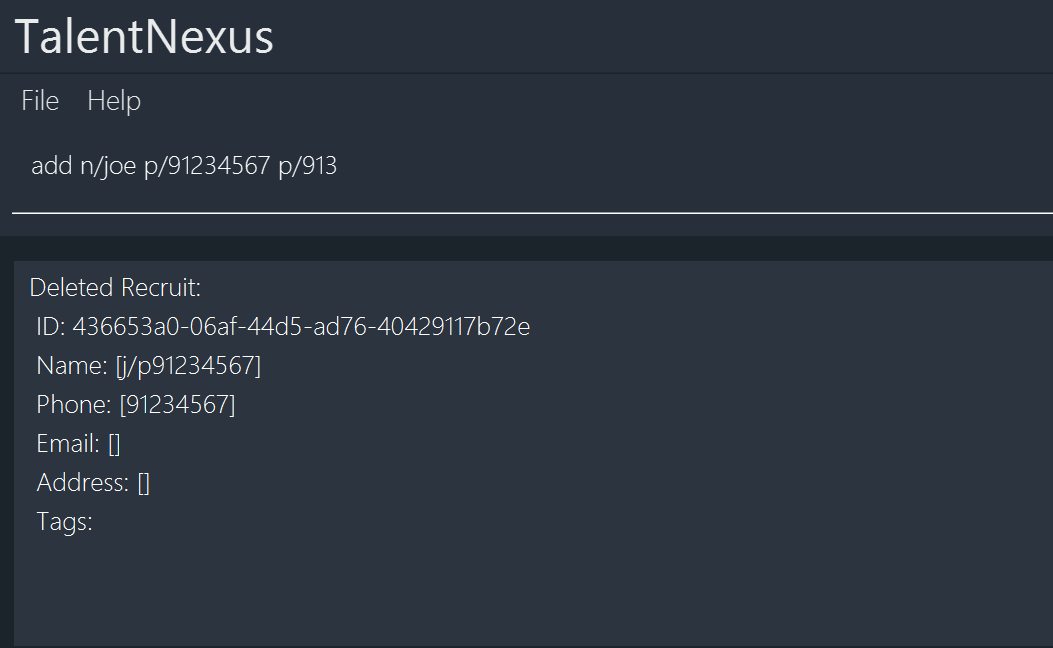 TalentNexus
File Help
add n/joe p/91234567 p/913
Deleted Recruit:
ID: 436653a0-06af-44d5-ad76-40429117b72e
Name: [j/p91234567]
Phone: [91234567]
Email: []
Address: []
Tags: